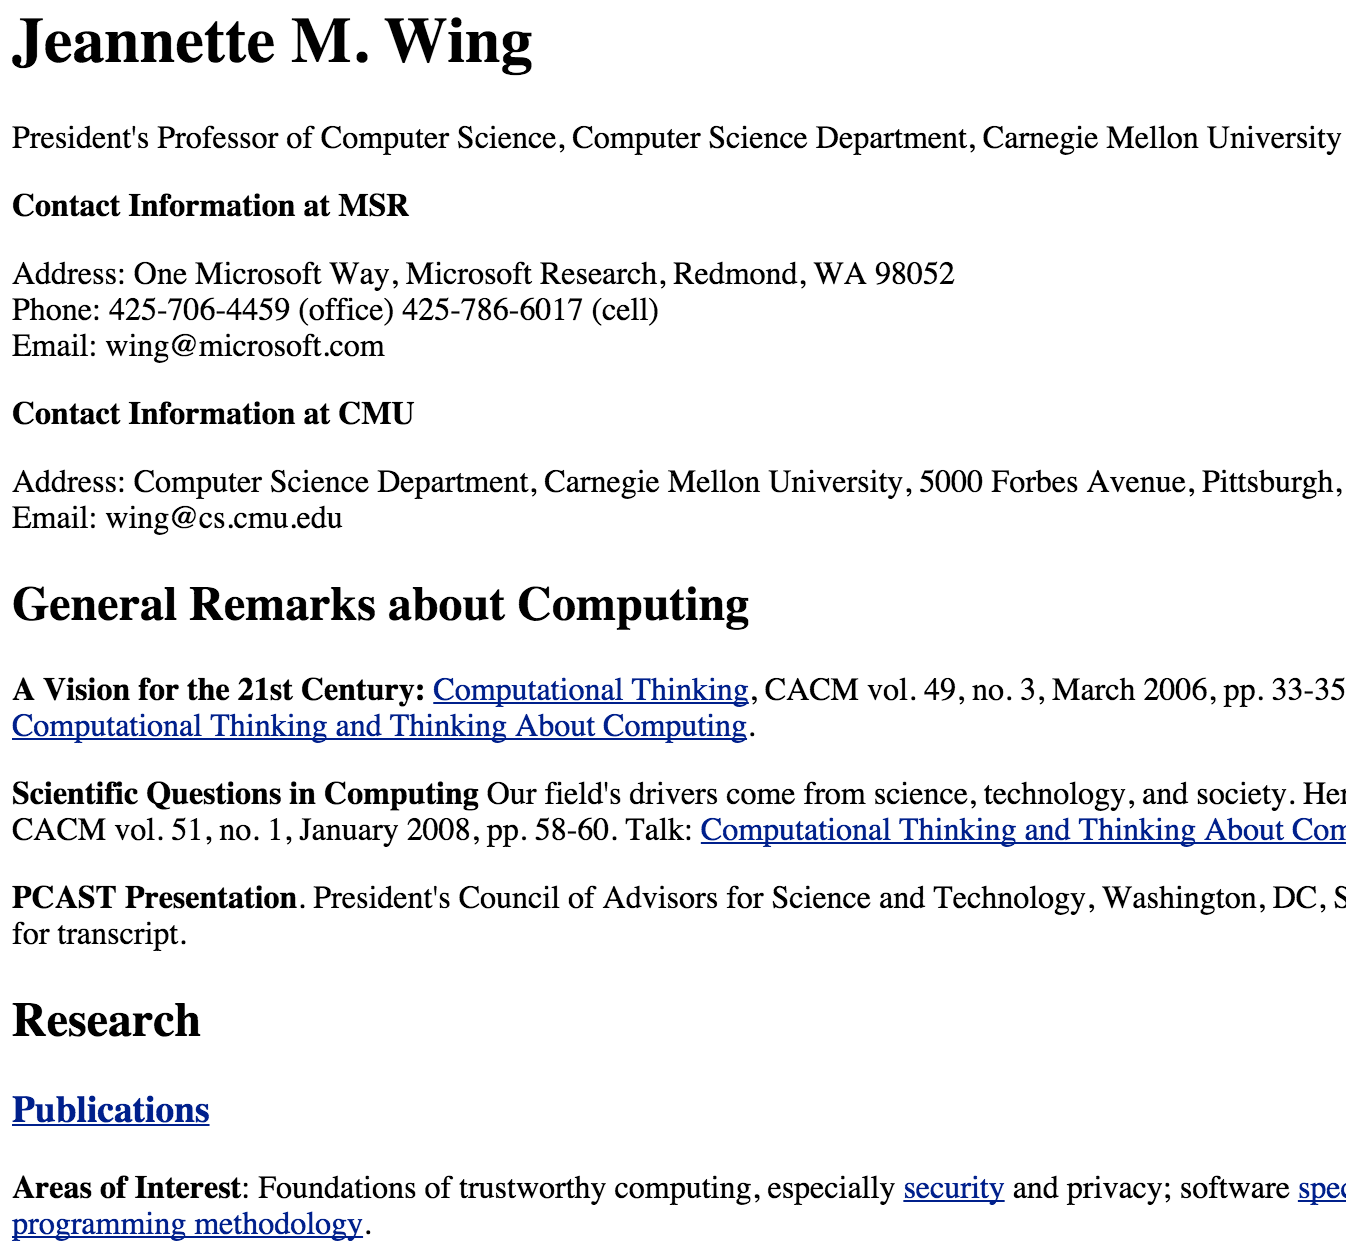 Jeannette M. Wing
President's Professor of Computer Science, Computer Science Department, Carnegie Mellon University
Contact Information at MSR
Address: One Microsoft Way, Microsoft Research, Redmond, WA 98052
Phone: 425-706-4459 (office) 425-786-6017 (cell)
Email: wing@microsoft.com
Contact Information at CMU
Address: Computer Science Department, Carnegie Mellon University, 5000 Forbes Avenue, Pittsburgh,
Email: wing@cs.cmu.edu
General Remarks about Computing
A Vision for the 21st Century: Computational Thinking, CACM vol. 49, no. 3, March 2006, pp. 33-35
Computational Thinking and Thinking About Computing.
Scientific Questions in Computing Our field's drivers come from science, technology, and society.
CACM vol. 51, no. 1, January 2008, pp. 58-60. Talk: Computational Thinking and Thinking About
PCAST Presentation. President's Council of Advisors for Science and Technology, Washington, DC,
for transcript.
Research
Publications
Areas of Interest: Foundations of trustworthy computing, especially security and privacy; software
programming methodology.